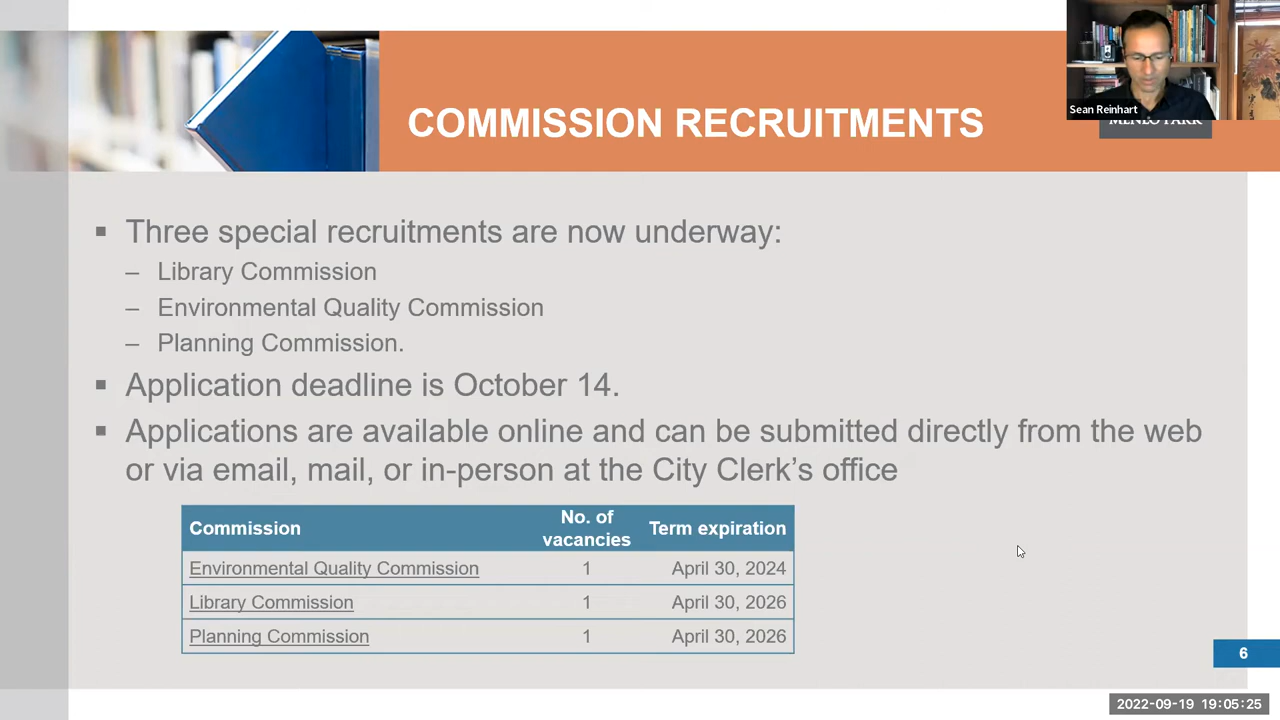 Sean Reinhart
COMMISSION RECRUITMENTS
MENLO PARK
▪ Three special recruitments are now underway:
– Library Commission
– Environmental Quality Commission
– Planning Commission.
▪ Application deadline is October 14.
▪ Applications are available online and can be submitted directly from the web
or via email, mail, or in-person at the City Clerk’s office
Commission No. of vacancies Term expiration
Environmental Quality Commission 1 April 30, 2024
Library Commission 1 April 30, 2026
Planning Commission 1 April 30, 2026
6
2022-09-19 19:05:25